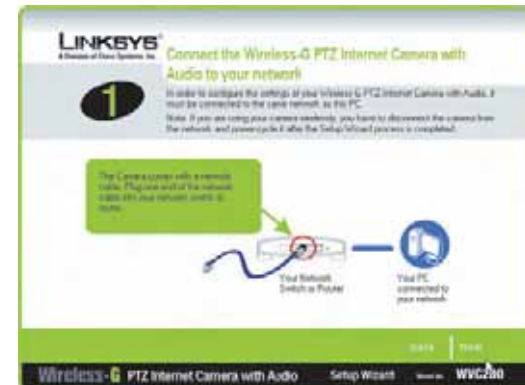 LINKSYS®
A Division of Cisco Systems, Inc.
Connect the Wireless-G PTZ Internet Camera with
Audio to your network
1
In order to configure the settings of your Wireless-G PTZ Internet Camera with Audio, it
must be connected to the same network as this PC.
Note: If you are using your camera wirelessly, you have to disconnect the camera from
the network and powercycle it after the Setup Wizard process is completed.
The Camera comes with a network
cable. Plug one end of the network
cable into your network switch or
router.
Your Network
Switch or Router
Your PC
connected to
your network
Next
Wireless-G PTZ Internet Camera with Audio
Setup Wizard
WVC200